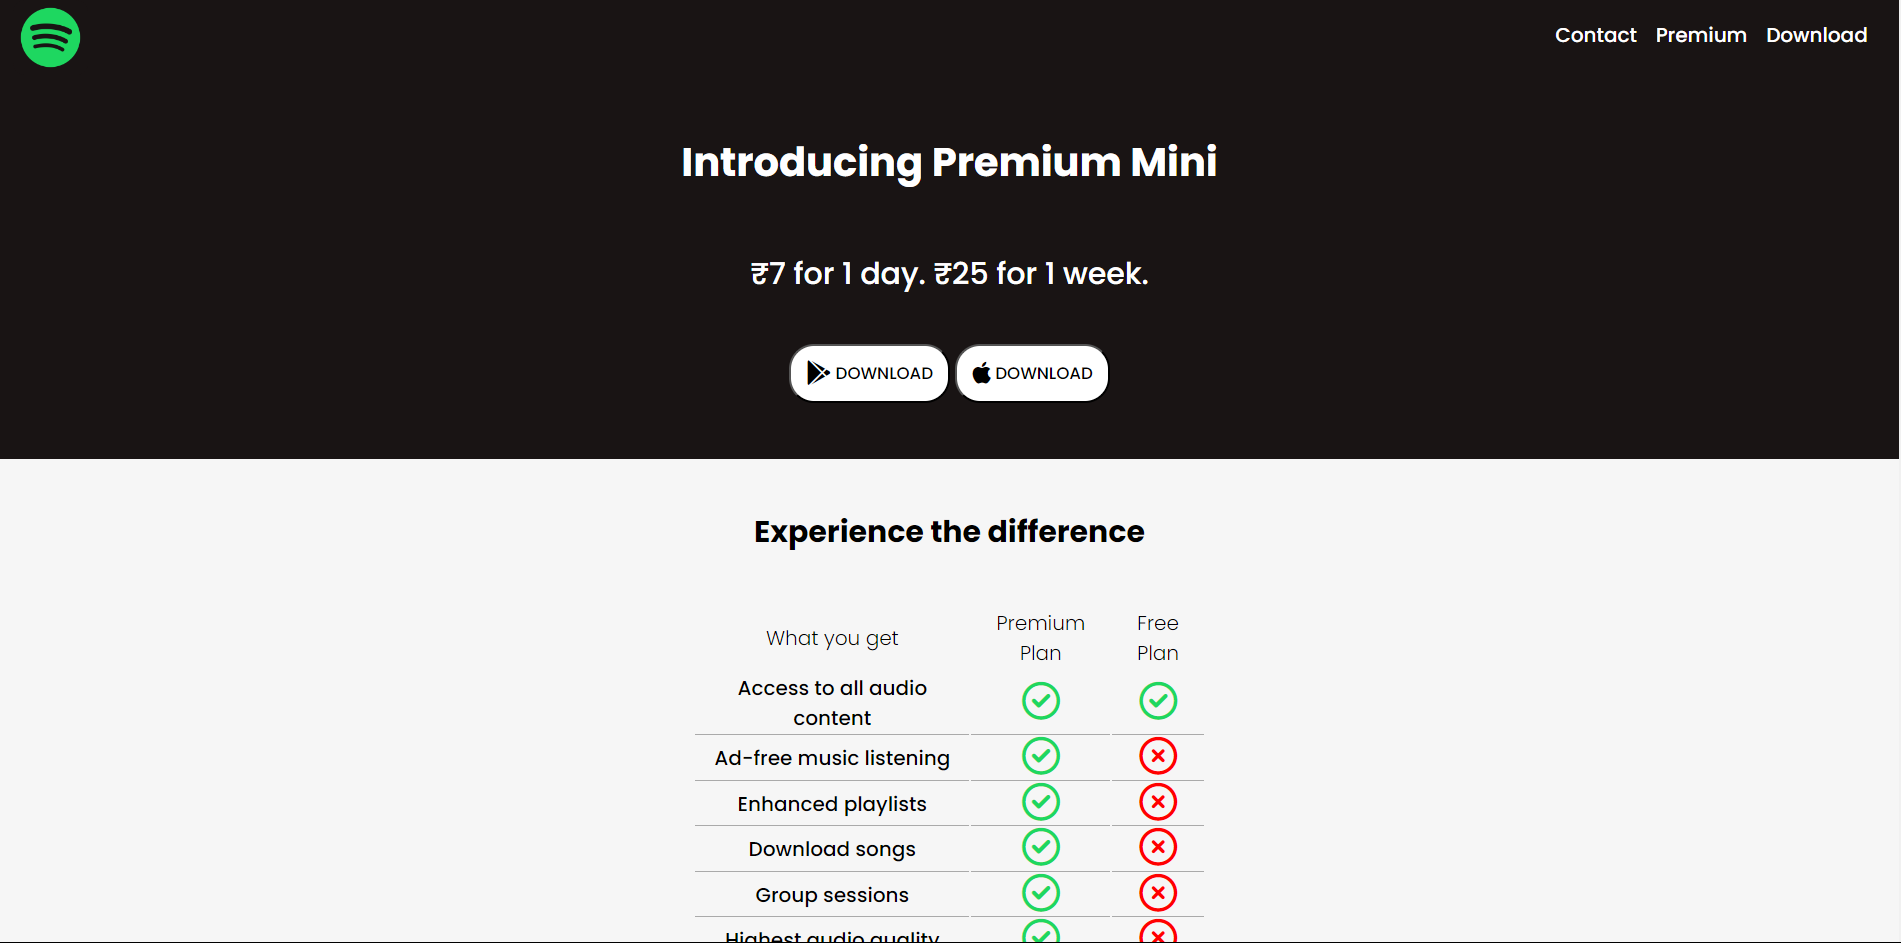 Contact Premium Download
Introducing Premium Mini
₹7 for 1 day. ₹25 for 1 week.
DOWNLOAD DOWNLOAD
Experience the difference
What you get
Premium
Plan
Free
Plan
Access to all audio
content
Ad-free music listening
Enhanced playlists
Download songs
Group sessions
Highest audio quality